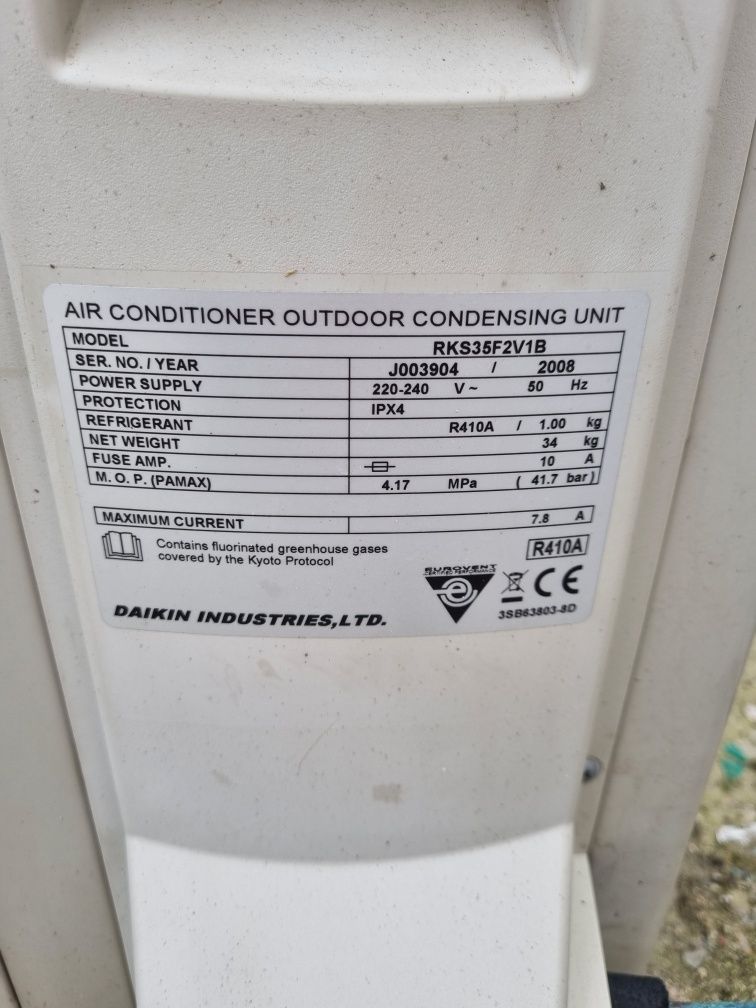 AIR CONDITIONER OUTDOOR CONDENSING UNIT
MODEL RKS35F2V1B
SER. NO. / YEAR J003904 / 2008
POWER SUPPLY 220-240 V ~ 50 Hz
PROTECTION IPX4
REFRIGERANT R410A / 1.00 kg
NET WEIGHT 34 kg
FUSE AMP. 10 A
M. O. P. (PAMAX) 4.17 MPa ( 41.7 bar )
MAXIMUM CURRENT 7.8 A
Contains fluorinated greenhouse gases
covered by the Kyoto Protocol
R410A
EUROVENT
CERTIFIED PERFORMANCE
CE
DAIKIN INDUSTRIES,LTD.
3SB63803-8D